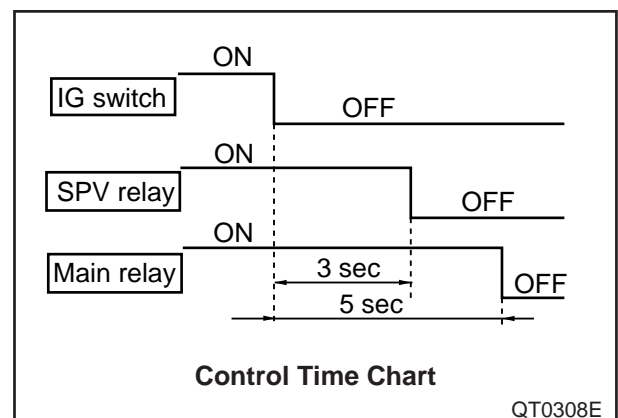 ON
IG switch
OFF
ON
SPV relay
OFF
ON
Main relay
3 sec
OFF
5 sec
Control Time Chart
QT0308E